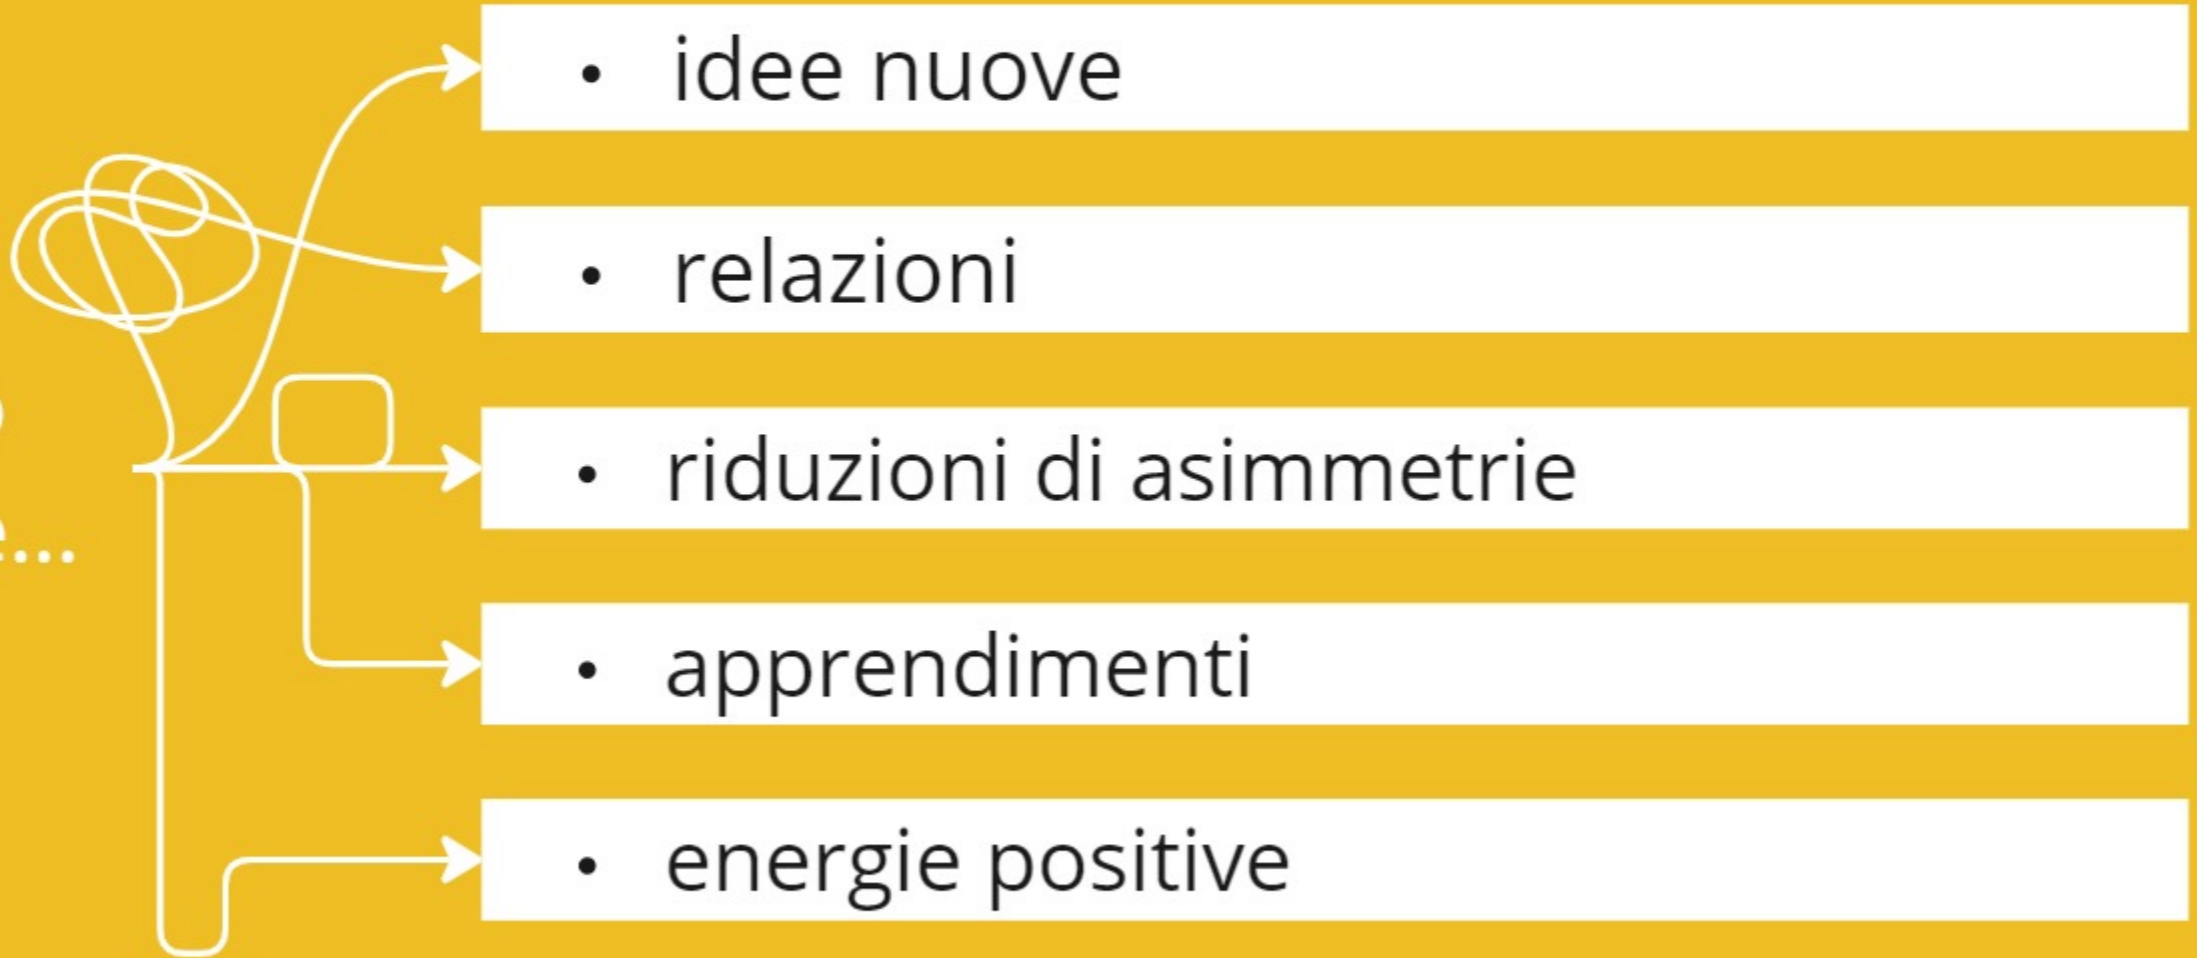 • idee nuove
• relazioni
• riduzioni di asimmetrie
• apprendimenti
• energie positive